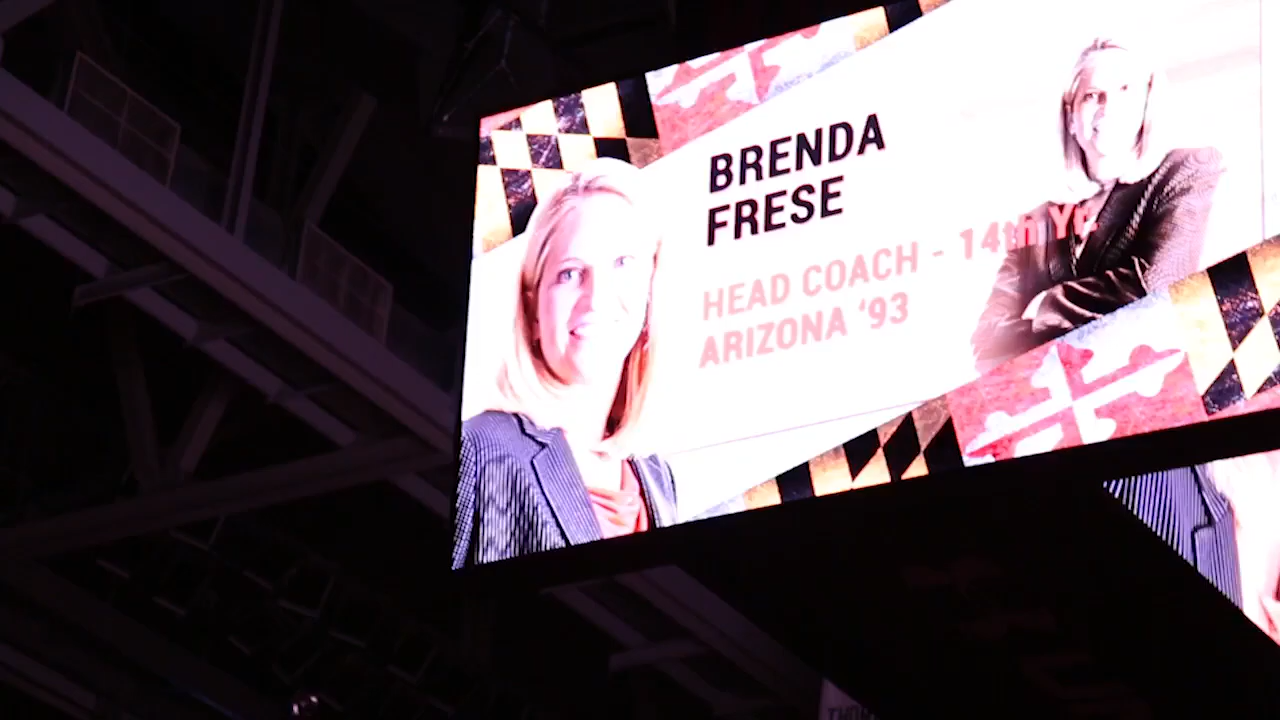 BRENDA
FRESE
HEAD COACH - 14th Yr.
ARIZONA ‘93